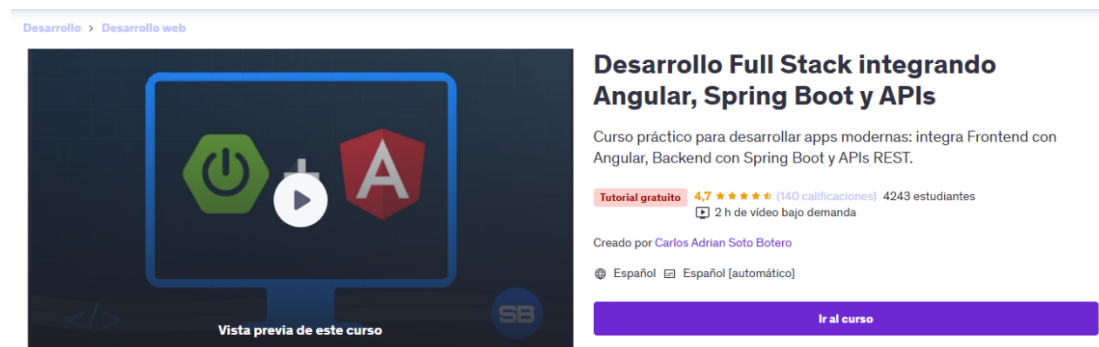 Desarrollo > Desarrollo web
Vista previa de este curso
SB
Desarrollo Full Stack integrando
Angular, Spring Boot y APIs
Curso práctico para desarrollar apps modernas: integra Frontend con
Angular, Backend con Spring Boot y APIs REST.
Tutorial gratuito 4,7 (140 calificaciones) 4243 estudiantes
2 h de vídeo bajo demanda
Creado por Carlos Adrian Soto Botero
Español Español [automático]
Ir al curso